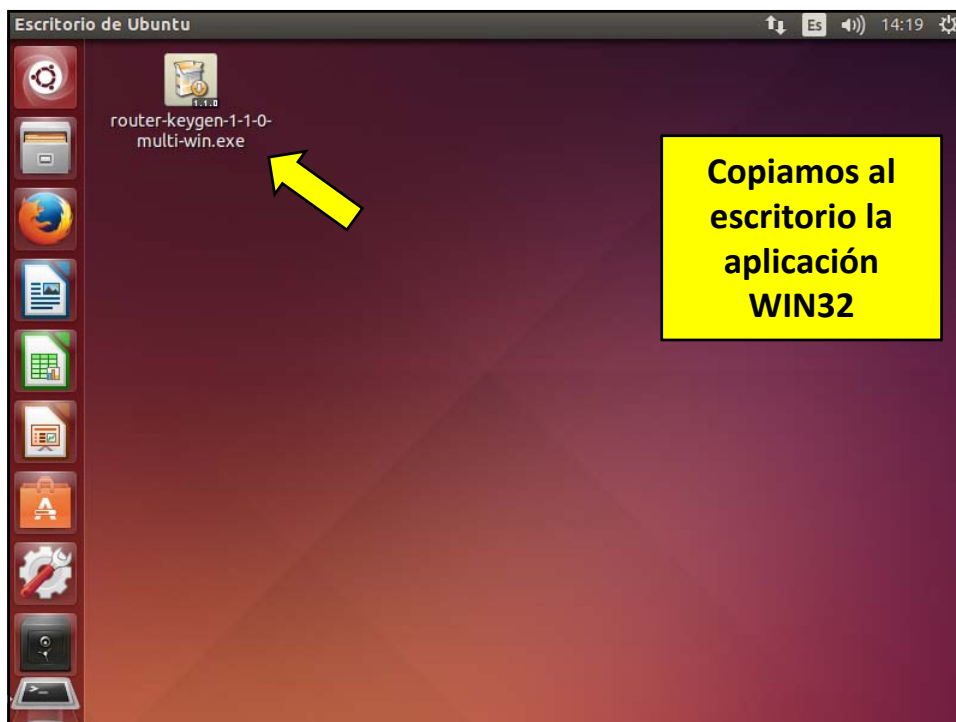 Escritorio de Ubuntu
Es
14:19
1.1.0
router-keygen-1-1-0-
multi-win.exe
Copiamos al
escritorio la
aplicación
WIN32